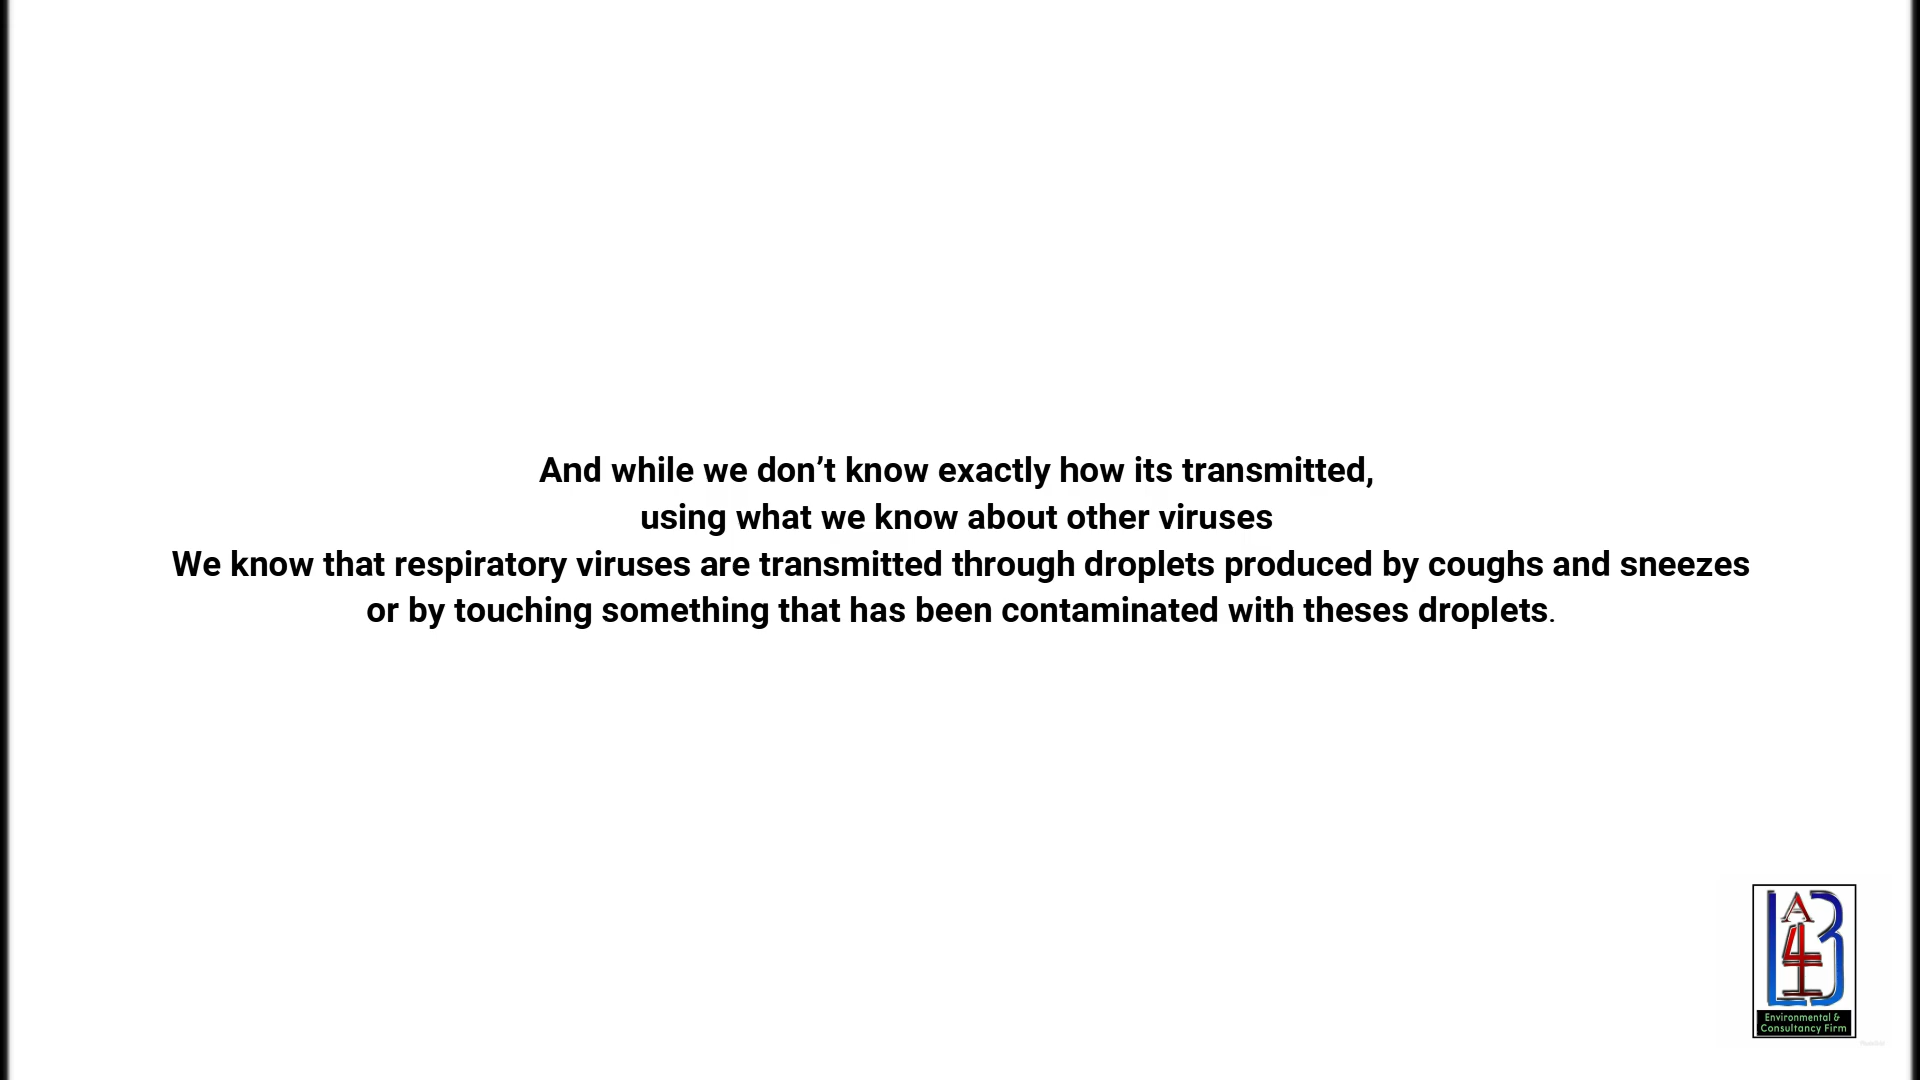 And while we don’t know exactly how its transmitted,
using what we know about other viruses
We know that respiratory viruses are transmitted through droplets produced by coughs and sneezes
or by touching something that has been contaminated with theses droplets.
LA413
Environmental &
Consultancy Firm